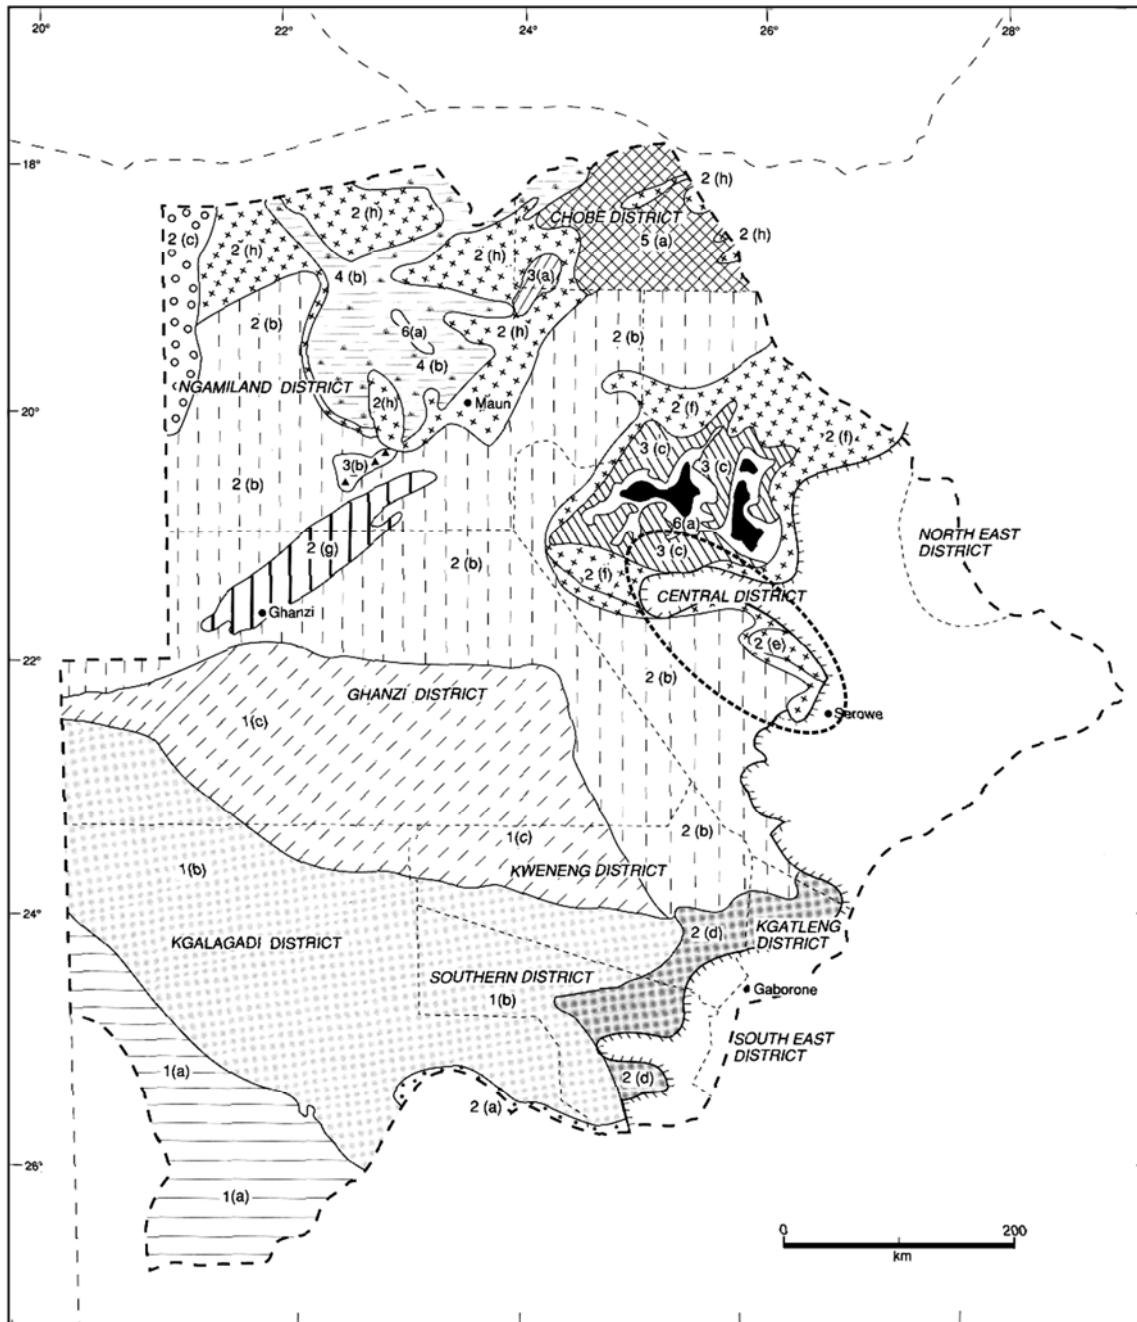 20° 22° 24° 26° 28°
18°
2 (h)
2 (c)
2 (h)
2 (h)
CHOBE DISTRICT
5 (a)
2 (h)
2 (h)
4 (b)
3(a)
2 (b)
6(a)
2 (h)
2 (b)
4 (b)
NGAMILAND DISTRICT
2(h)
Maun
20°
2 (f)
2 (f)
3 (c)
3(b)
3 (c)
2 (b)
6(a)
2 (g)
3 (c)
NORTH EAST
DISTRICT
2 (b)
2 (f)
CENTRAL DISTRICT
Ghanzi
2 (e)
22°
2 (b)
GHANZI DISTRICT
1(c)
Serowe
2 (b)
1(c)
1(b)
KWENENG DISTRICT
24°
2 (d)
KGATLENG
DISTRICT
KGALAGADI DISTRICT
SOUTHERN DISTRICT
1(b)
Gaborone
SOUTH EAST
DISTRICT
1(a)
2 (d)
2 (a)
26°
1(a)
0 200
km